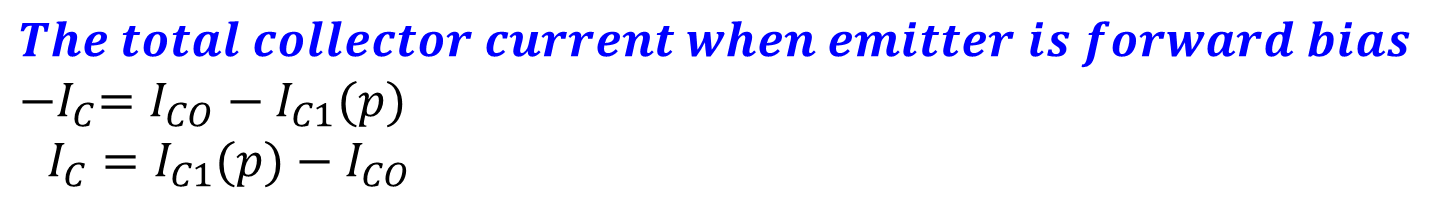 The total collector current when emitter is forward bias
−I_C= I_CO − I_C1(p)
I_C = I_C1(p) − I_CO